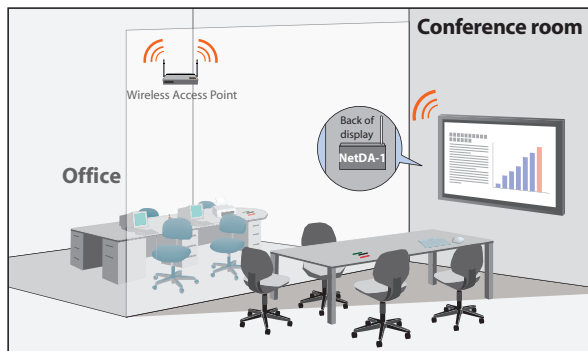 Conference room
Wireless Access Point
Back of
display
NetDA-1
Office